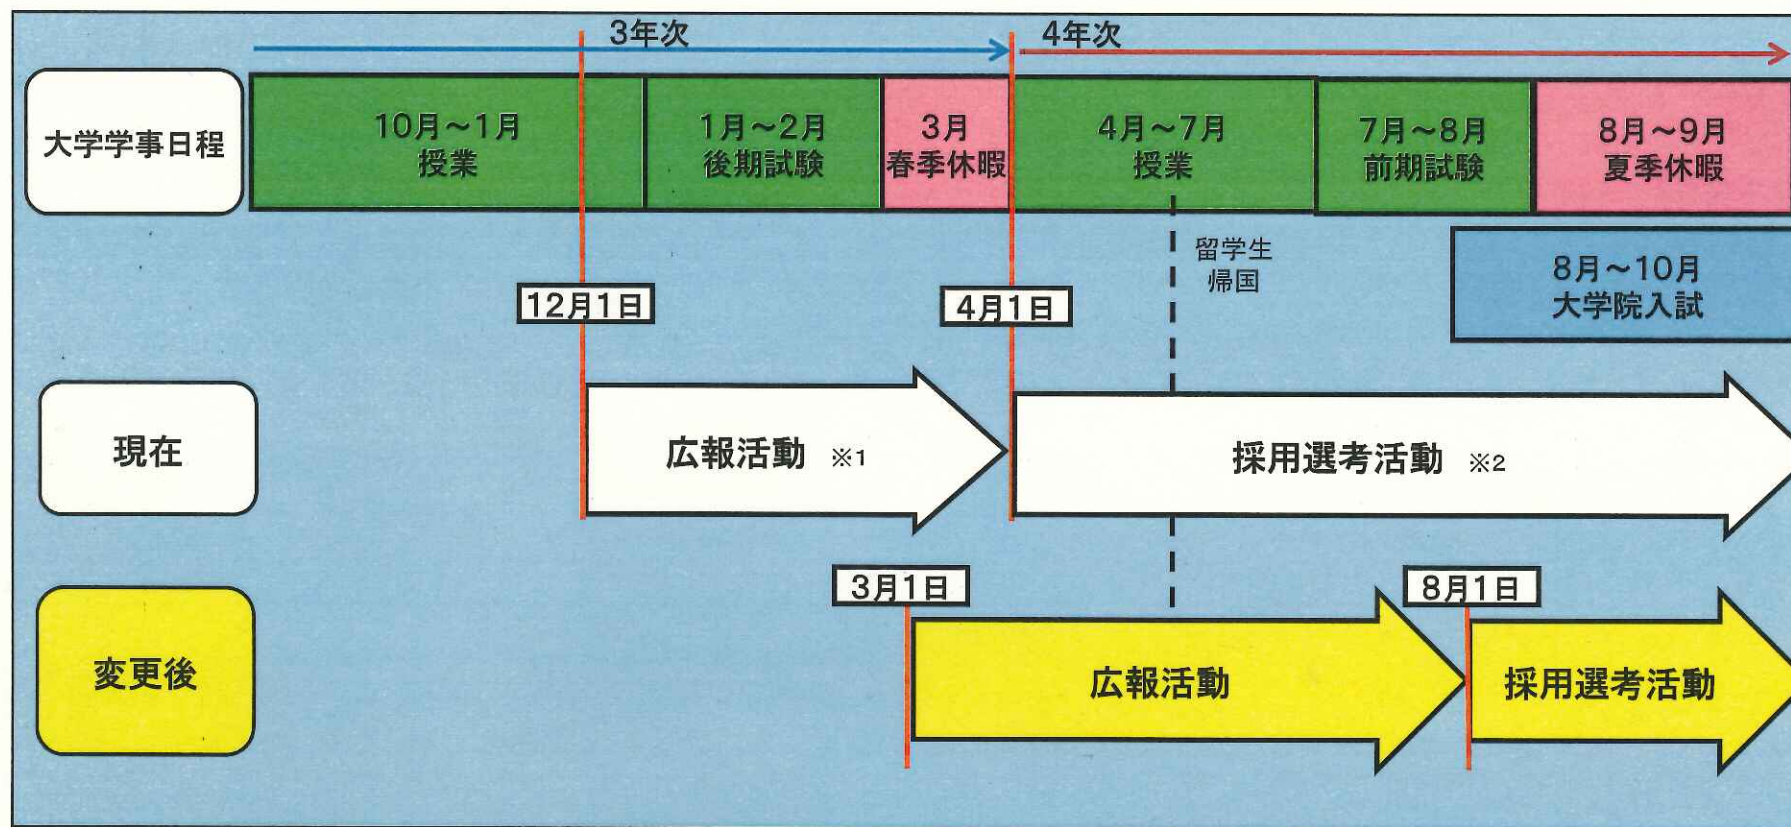 3年次
4年次
大学学事日程
10月～1月
授業
1月～2月
後期試験
3月
春季休暇
4月～7月
授業
7月～8月
前期試験
8月～9月
夏季休暇
留学生
帰国
8月～10月
大学院入試
12月1日
4月1日
現在
広報活動 ※1
採用選考活動 ※2
3月1日
8月1日
変更後
広報活動
採用選考活動